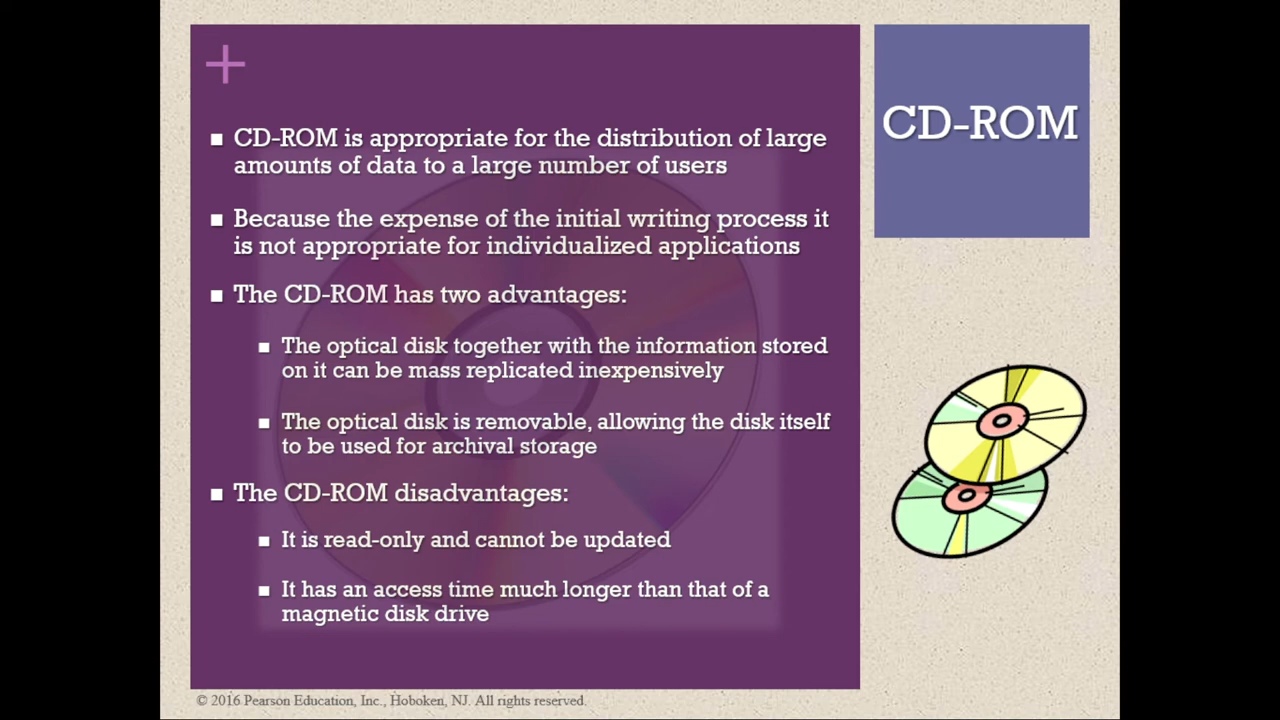 +
CD-ROM
■ CD-ROM is appropriate for the distribution of large
amounts of data to a large number of users
■ Because the expense of the initial writing process it
is not appropriate for individualized applications
■ The CD-ROM has two advantages:
■ The optical disk together with the information stored
on it can be mass replicated inexpensively
■ The optical disk is removable, allowing the disk itself
to be used for archival storage
■ The CD-ROM disadvantages:
■ It is read-only and cannot be updated
■ It has an access time much longer than that of a
magnetic disk drive
© 2016 Pearson Education, Inc., Hoboken, NJ. All rights reserved.